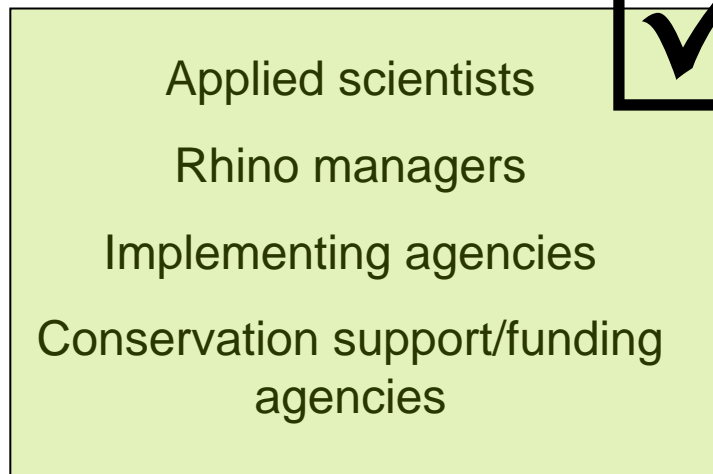 Applied scientists
Rhino managers
Implementing agencies
Conservation support/funding
agencies